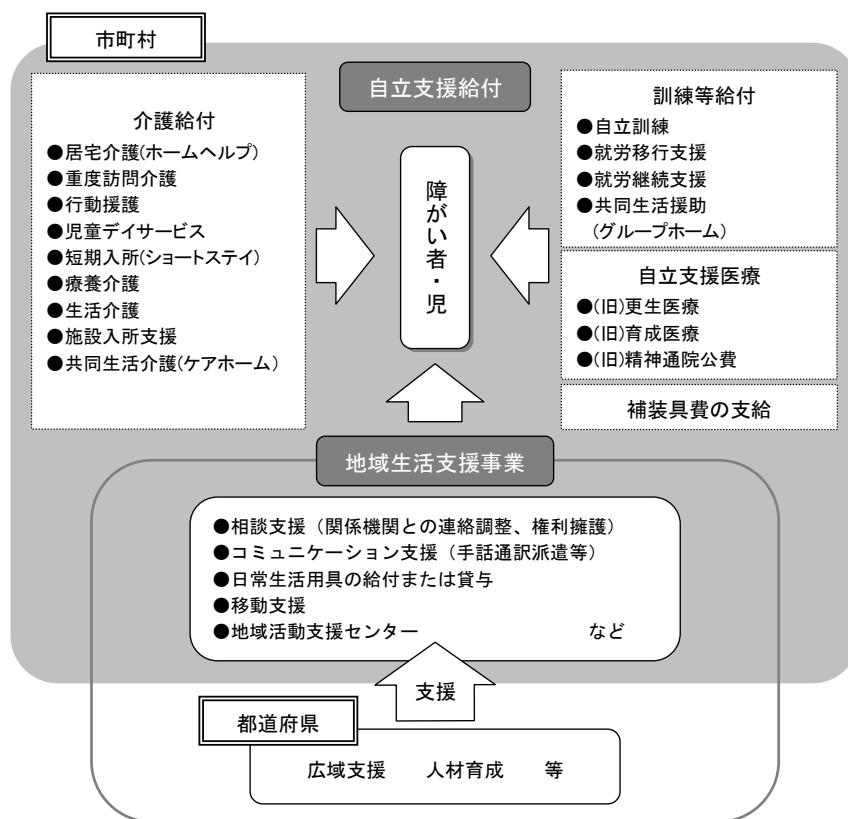 市町村
自立支援給付
介護給付
●居宅介護(ホームヘルプ)
●重度訪問介護
●行動援護
●児童デイサービス
●短期入所(ショートステイ)
●療養介護
●生活介護
●施設入所支援
●共同生活介護(ケアホーム)
障がい者・児
訓練等給付
●自立訓練
●就労移行支援
●就労継続支援
●共同生活援助
(グループホーム)
自立支援医療
●(旧)更生医療
●(旧)育成医療
●(旧)精神通院公費
補装具費の支給
地域生活支援事業
●相談支援（関係機関との連絡調整、権利擁護）
●コミュニケーション支援（手話通訳派遣等）
●日常生活用具の給付または貸与
●移動支援
●地域活動支援センター　など
支援
都道府県
広域支援　人材育成　等